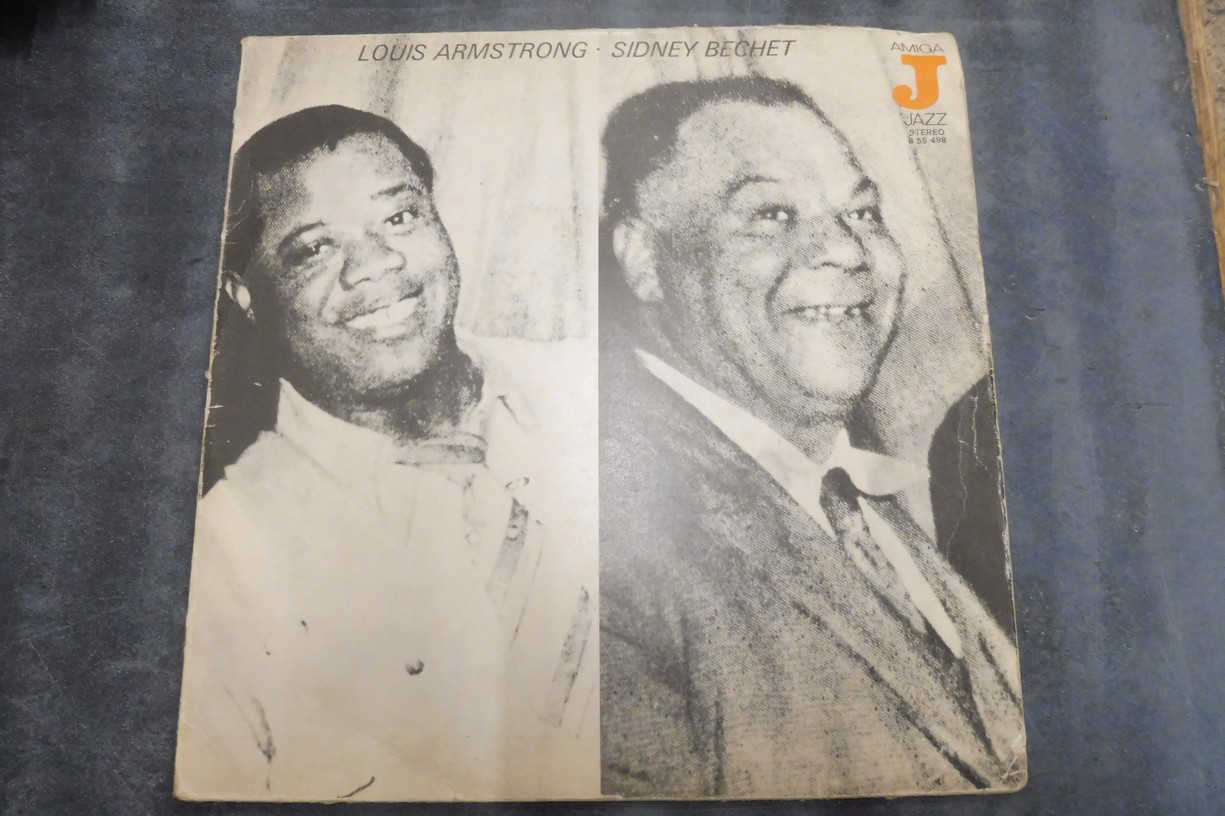 LOUIS ARMSTRONG · SIDNEY BECHET
AMIGA
J
JAZZ
STEREO
8 55 498